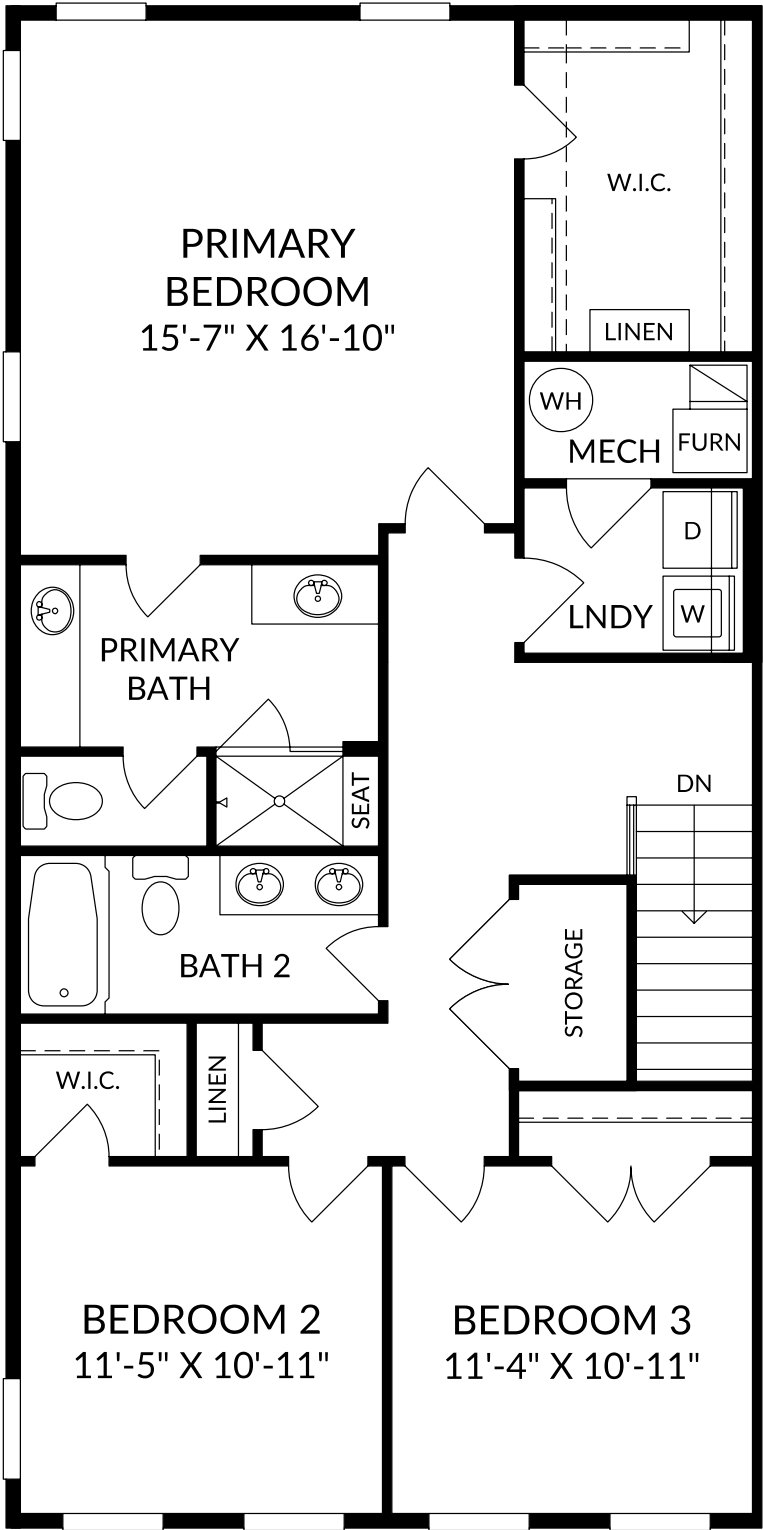 W.I.C.
PRIMARY
BEDROOM
15'-7" X 16'-10"
LINEN
WH
MECH
FURN
D
LNDY
W
PRIMARY
BATH
SEAT
DN
BATH 2
STORAGE
W.I.C.
LINEN
BEDROOM 2
11'-5" X 10'-11"
BEDROOM 3
11'-4" X 10'-11"